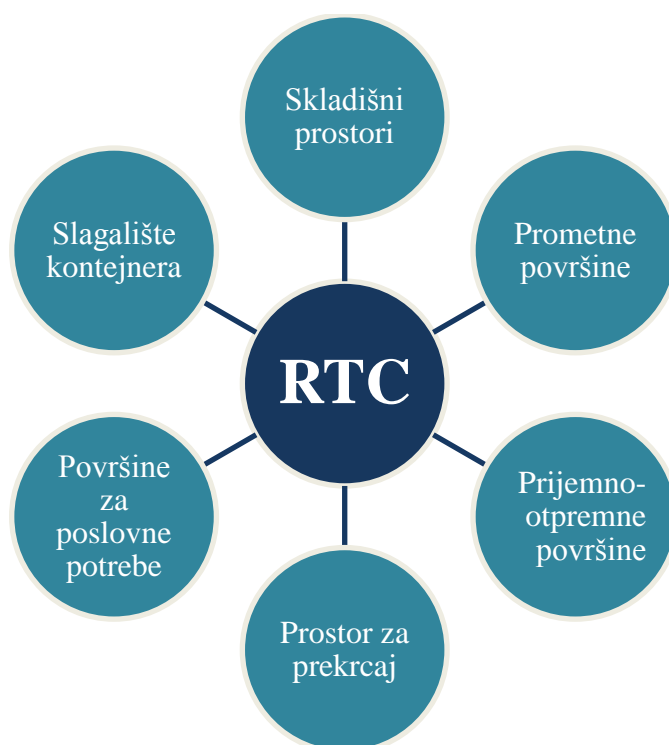 Skladišni
prostori
Slagalište
kontejnera
Prometne
površine
RTC
Površine
za
poslovne
potrebe
Prijemno-
otpremne
površine
Prostor za
prekrcaj